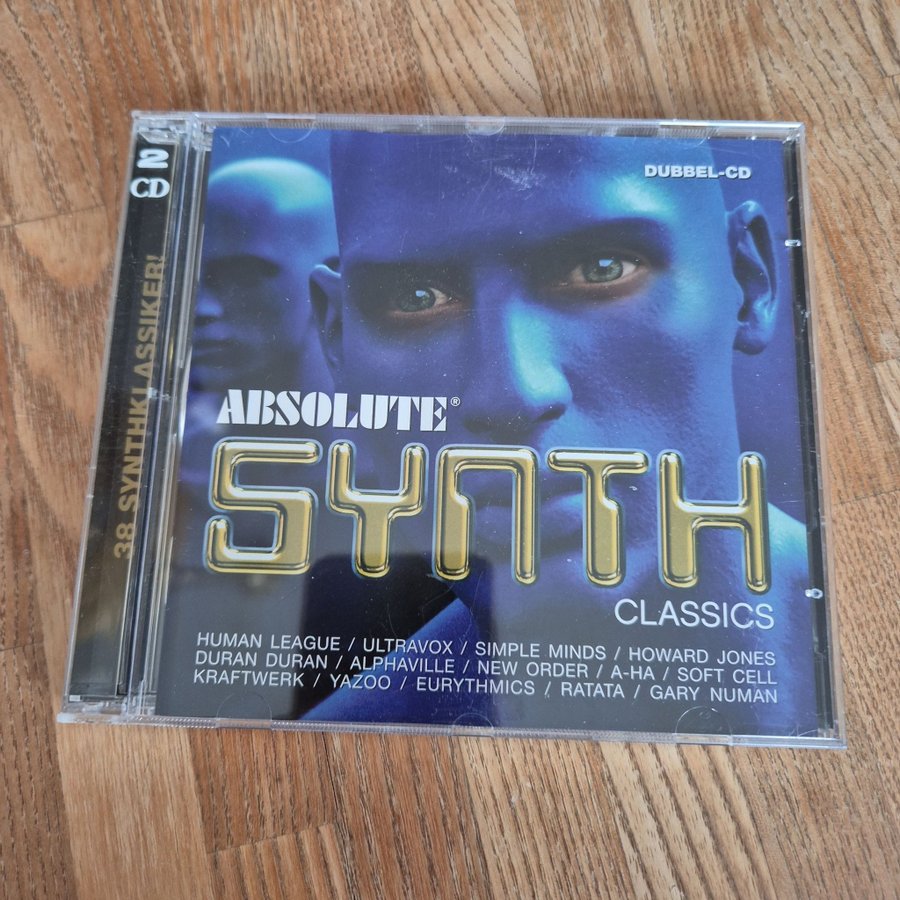 2
CD
38 SYNTHKLASSIKER!
DUBBEL-CD
ABSOLUTE®
SYNTH
CLASSICS
HUMAN LEAGUE / ULTRAVOX / SIMPLE MINDS / HOWARD JONES
DURAN DURAN / ALPHAVILLE / NEW ORDER / A-HA / SOFT CELL
KRAFTWERK / YAZOO / EURYTHMICS / RATATA / GARY NUMAN